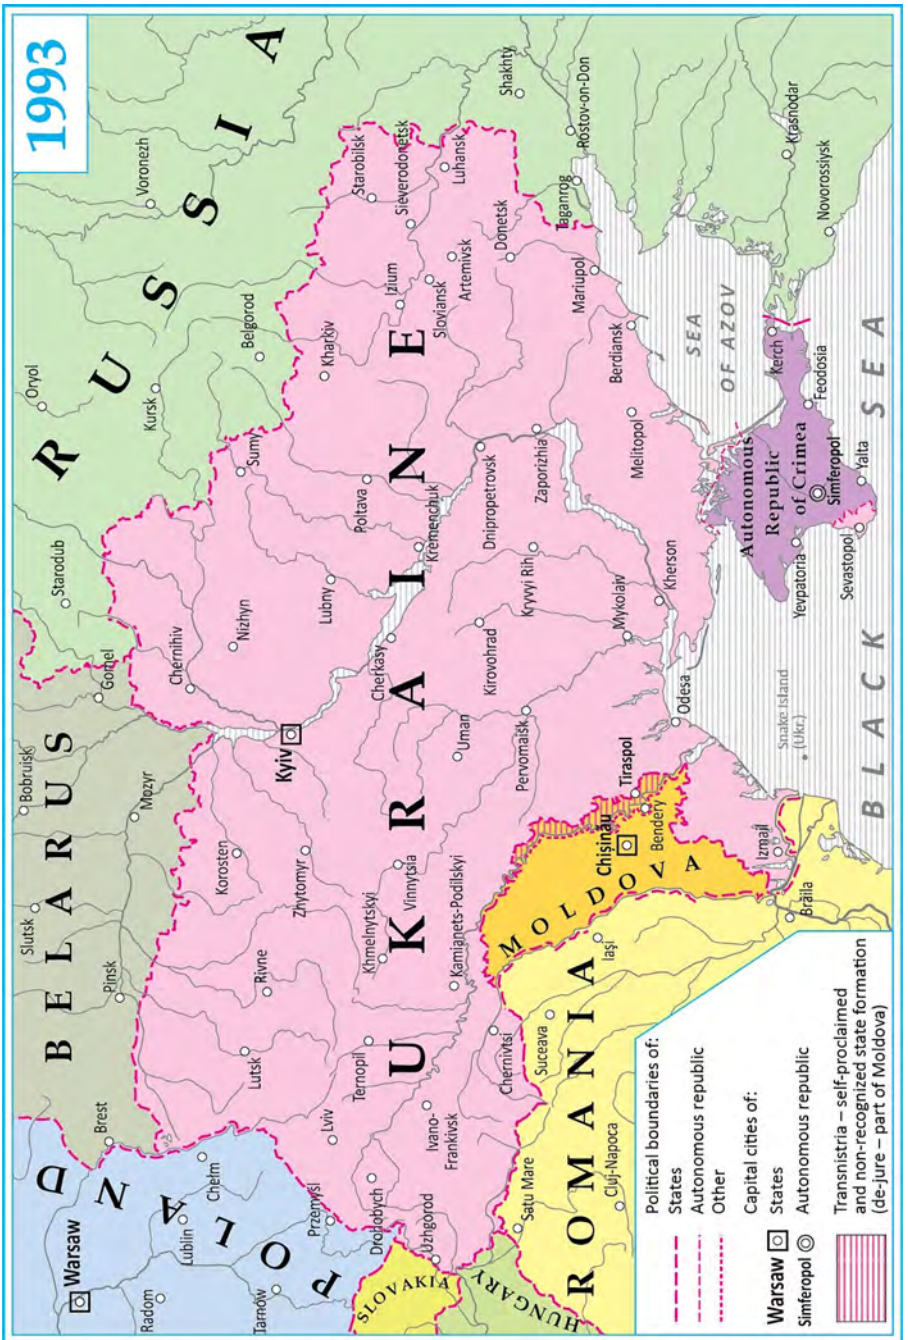 1993
RUSSIA
BELARUS
POLAND
UKRAINE
SLOVAKIA
HUNGARY
ROMANIA
MOLDOVA
Autonomous
Republic
of Crimea
SEA
OF AZOV
BLACK SEA
Snake Island
(Ukr.)
Warsaw
Radom
Lublin
Chełm
Tarnów
Przemyśl
Brest
Pinsk
Slutsk
Bobruisk
Mozyr
Gomel
Starodub
Oryol
Kursk
Belgorod
Voronezh
Shakhty
Rostov-on-Don
Taganrog
Krasnodar
Novorossiysk
Lutsk
Rivne
Korosten
Zhytomyr
Kyiv
Chernihiv
Nizhyn
Sumy
Lubny
Poltava
Kharkiv
Starobilsk
Sieverodonetsk
Luhansk
Izium
Sloviansk
Artemivsk
Donetsk
Mariupol
Berdiansk
Melitopol
Zaporizhia
Dnipropetrovsk
Kremenchuk
Cherkasy
Kirovohrad
Kryvyi Rih
Mykolaiv
Kherson
Odesa
Uman
Pervomaisk
Vinnytsia
Khmelnytskyi
Kamianets-Podilskyi
Ternopil
Lviv
Drohobych
Ivano-
Frankivsk
Uzhgorod
Chernivtsi
Izmail
Tiraspol
Bendery
Chișinău
Iași
Suceava
Satu Mare
Cluj-Napoca
Brăila
Kerch
Feodosia
Simferopol
Yevpatoria
Yalta
Sevastopol
Political boundaries of:
States
Autonomous republic
Other
Capital cities of:
Warsaw States
Simferopol Autonomous republic
Transnistria – self-proclaimed
and non-recognized state formation
(de-jure – part of Moldova)